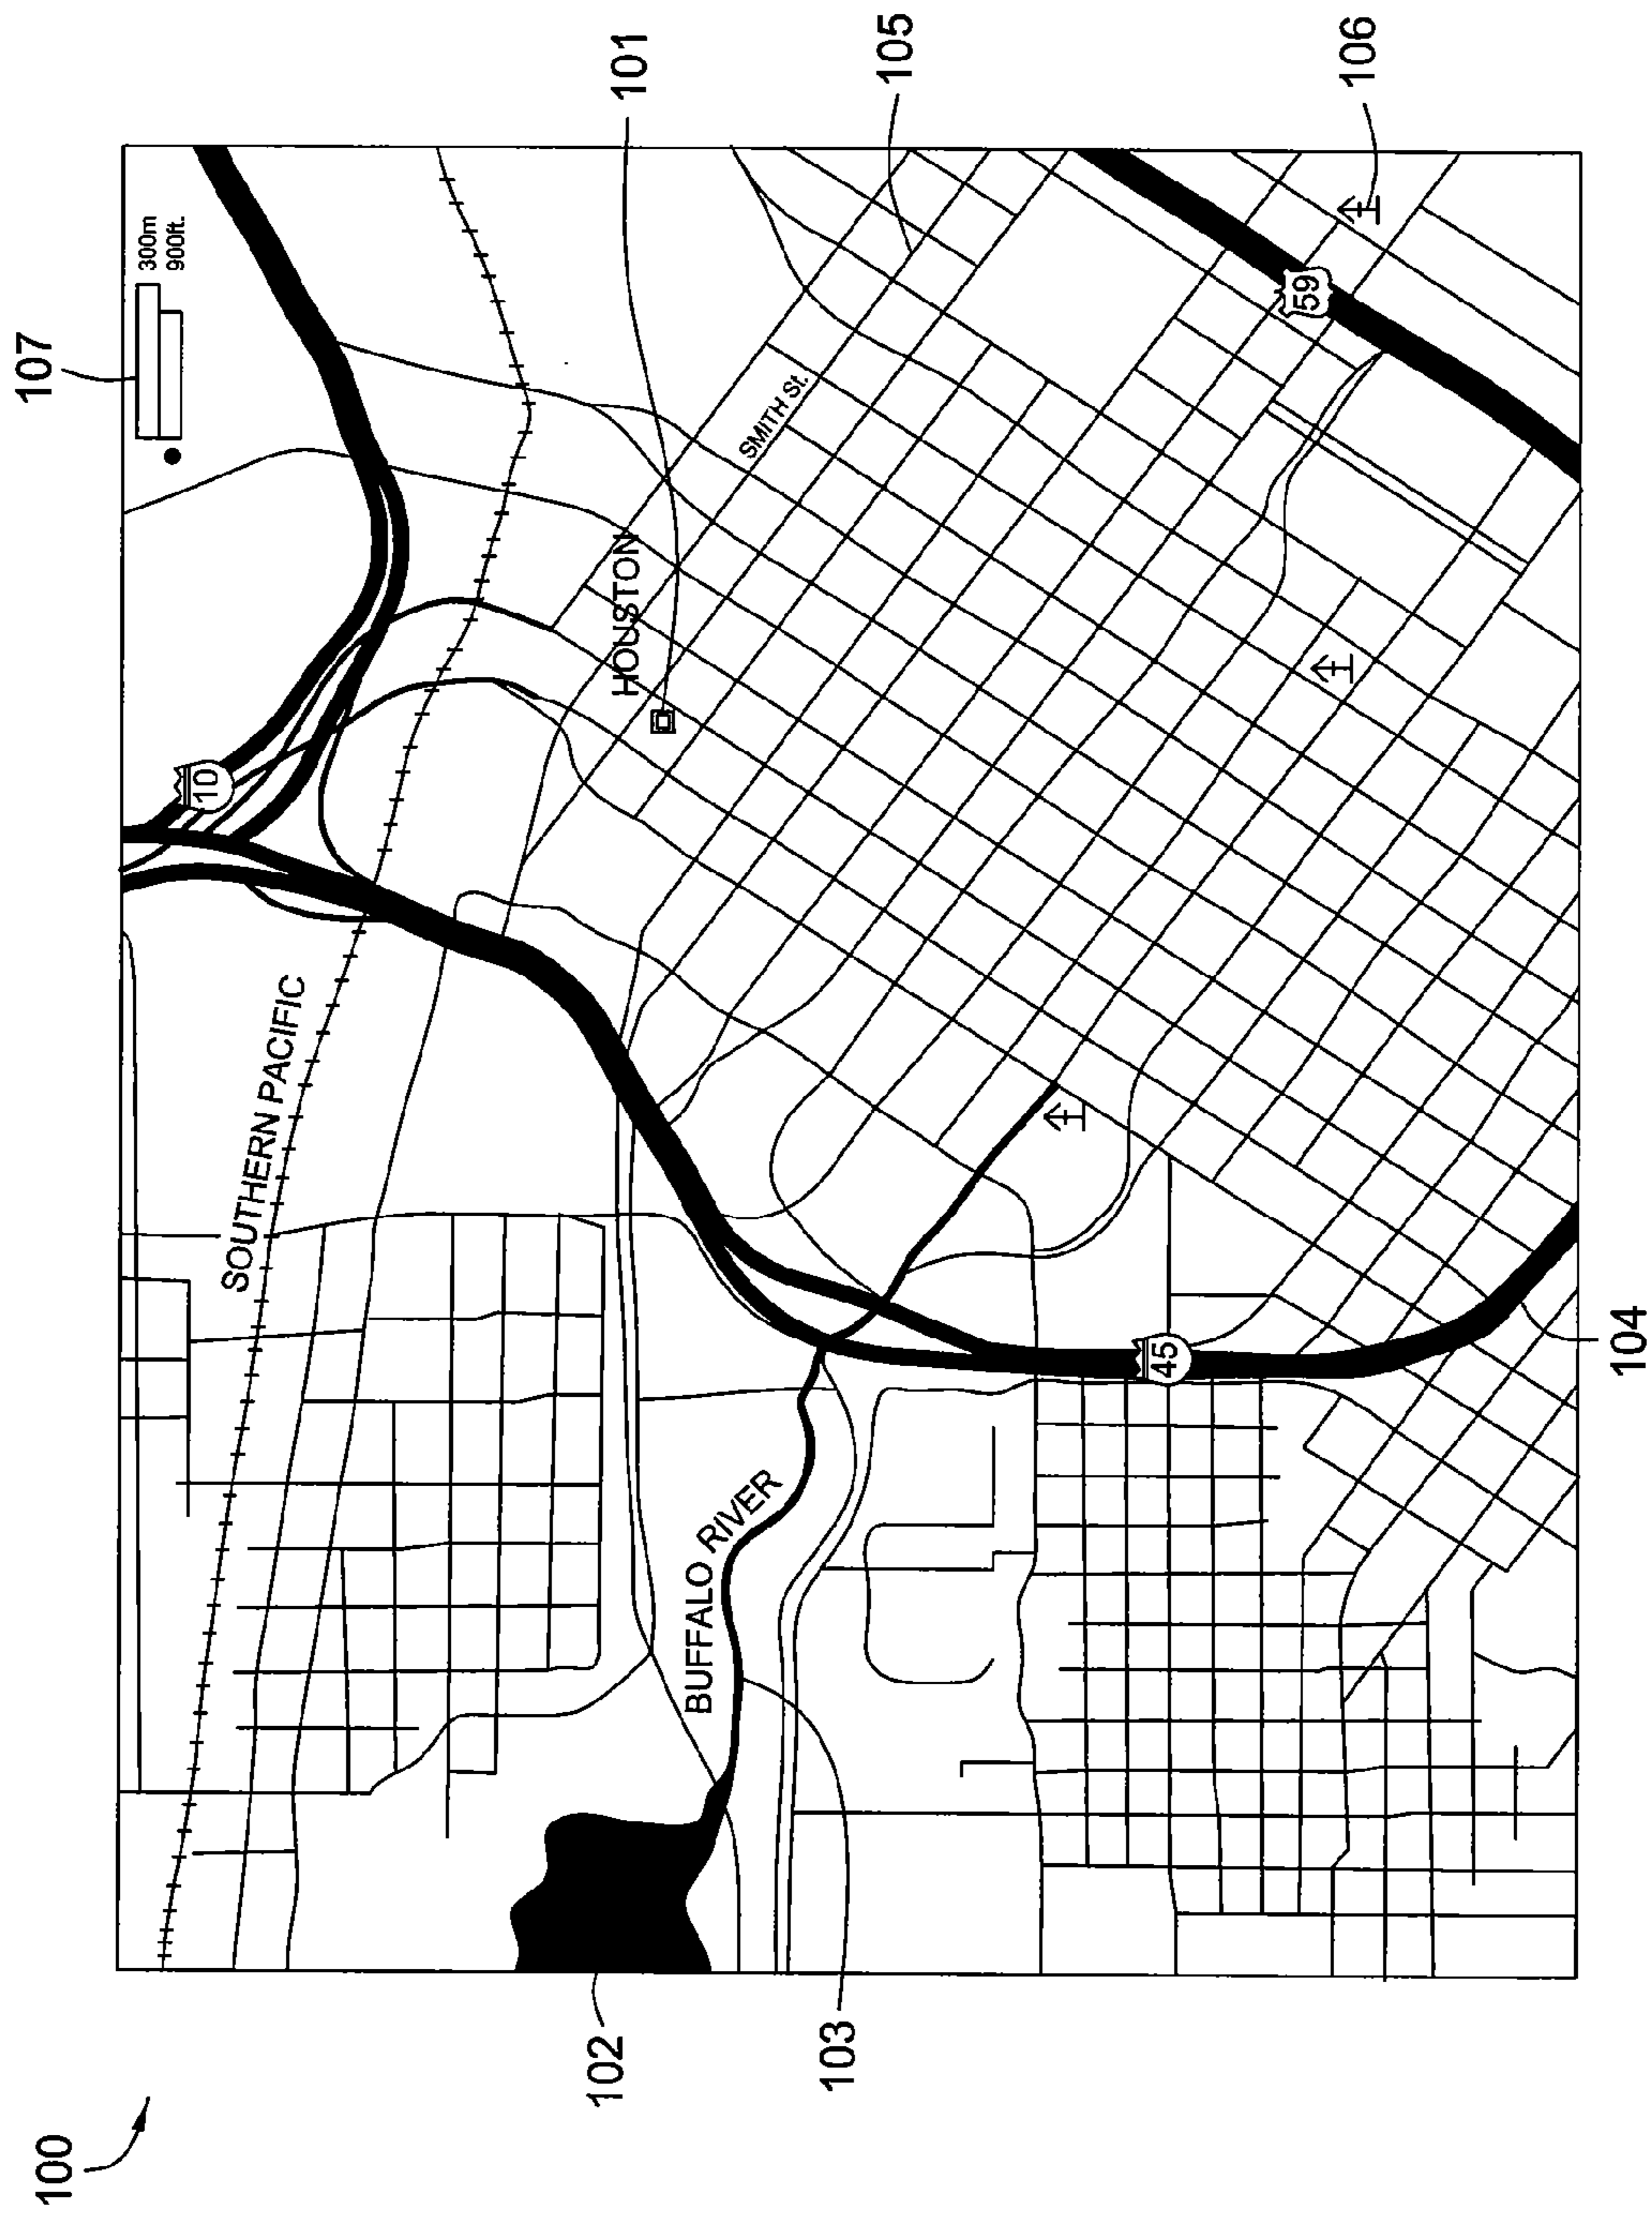 100
107
300m
900ft.
101
105
106
10
SOUTHERN PACIFIC
HOUSTON
SMITH St.
59
BUFFALO RIVER
45
102
103
104